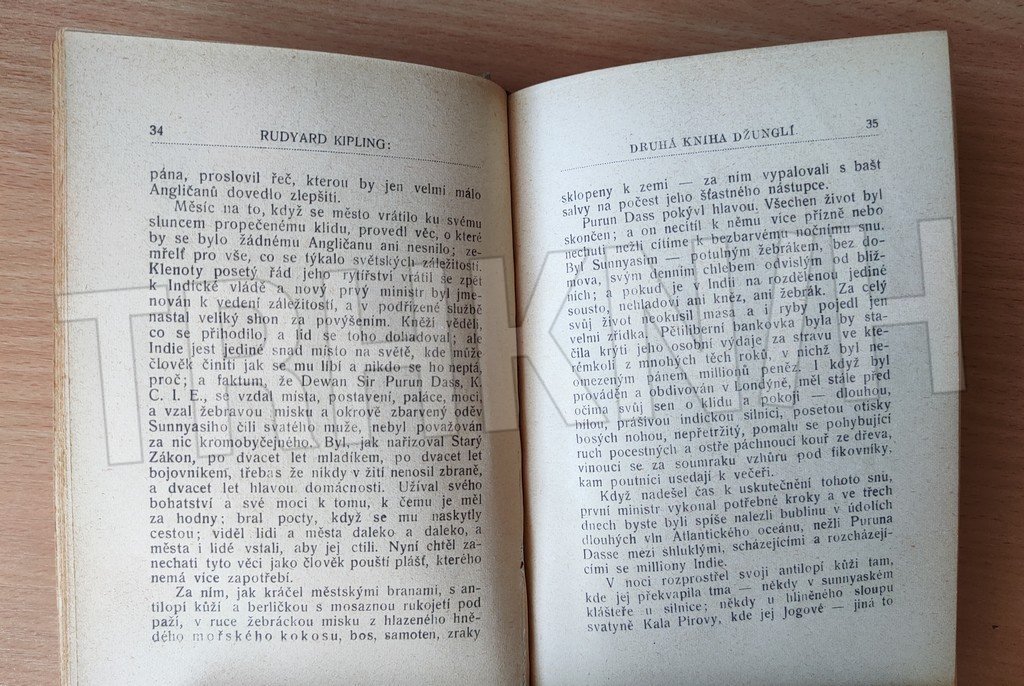 34
RUDYARD KIPLING:
pána, proslovil řeč, kterou by jen velmi málo
Angličanů dovedlo zlepšiti.
Měsíc na to, když se město vrátilo ku svému
sluncem propečenému klidu, provedl věc, o které
by se bylo žádnému Angličanu ani nesnilo; ze-
mřelť pro vše, co se týkalo světských záležitostí.
Klenoty posetý řád jeho rytířství vrátil se zpět
k Indické vládě a nový prvý ministr byl jme-
nován k vedení záležitostí, a v podřízené službě
nastal veliký shon za povýšením. Kněží věděli,
co se přihodilo, a lid se toho dohadoval; ale
Indie jest jediné snad místo na světě, kde může
člověk činiti jak se mu líbí a nikdo se ho neptá,
proč; a faktum, že Dewan Sir Purun Dass, K.
C. I. E., se vzdal místa, postavení, paláce, moci,
a vzal žebravou misku i okrově zbarvený oděv
Sunnyasiho čili svatého muže, nebyl považován
za nic kromobyčejného. Byl, jak nařizoval Starý
Zákon, po dvacet let mladíkem, po dvacet let
bojovníkem, třebas že nikdy v žití nenosil zbraně,
a dvacet let hlavou domácnosti. Užíval svého
bohatství a své moci k tomu, k čemu je měl
za hodny; bral pocty, když se mu naskytly
cestou; viděl lidi a města daleko a daleko, a
města i lidé vstali, aby jej ctili. Nyní chtěl za-
nechati tyto věci jako člověk pouští plášť, kterého
nemá více zapotřebí.
Za ním, jak kráčel městskými branami, s an-
tilopí kůží a berličkou s mosaznou rukojetí pod
paží, v ruce žebráckou misku z hlazeného hně-
dého mořského kokosu, bos, samoten, zraky
DRUHÁ KNIHA DŽUNGLÍ
35
sklopeny k zemi — za ním vypalovali s bašt
salvy na počest jeho šťastného nástupce.
Purun Dass pokývl hlavou. Všechen život byl
skončen; a on necítil k němu více přízně nebo
nechuti nežli cítíme k bezbarvému nočnímu snu.
By Sunnyasim — potulným žebrákem, bez do-
mova, svým denním chlebem odvislým od bliž-
ních; a pokud je v Indii na rozdělenou jediné
sousto, nehladoví ani kněz, ani žebrák. Za celý
svůj život neokusil masa a i ryby pojedl jen
velmi zřídka. Pětiliberní bankovka byla by sta-
čila krýti jeho osobní výdaje za stravu ve kte-
rémkoli z mnohých těch roků, v nichž byl ne-
omezeným pánem millionů peněz. I když byl
prováděn a obdivován v Londýně, měl stále před
očima svůj sen o klidu a pokoji — dlouhou,
bílou, prášivou indickou silnici, posetou otisky
bosých nohou, nepřetržitý, pomalu se pohybující
ruch pocestných a ostře páchnoucí kouř ze dřeva,
vinoucí se za soumraku vzhůru pod fíkovníky,
kam poutníci usedají k večeři.
Když nadešel čas k uskutečnění tohoto snu,
první ministr vykonal potřebné kroky a ve třech
dnech byste byli spíše nalezli bublinu v údolích
dlouhých vln Atlantického oceánu, nežli Puruna
Dasse mezi shluklými, scházejícími a rozcházejí-
cími se milliony Indie.
V noci rozprostřel svoji antilopí kůži tam,
kde jej překvapila tma — někdy v sunnyaském
klášteře u silnice; někdy u hliněného sloupu
svatyně Kala Pirovy, kde jej Jogové — jiná to
TRHKNIH